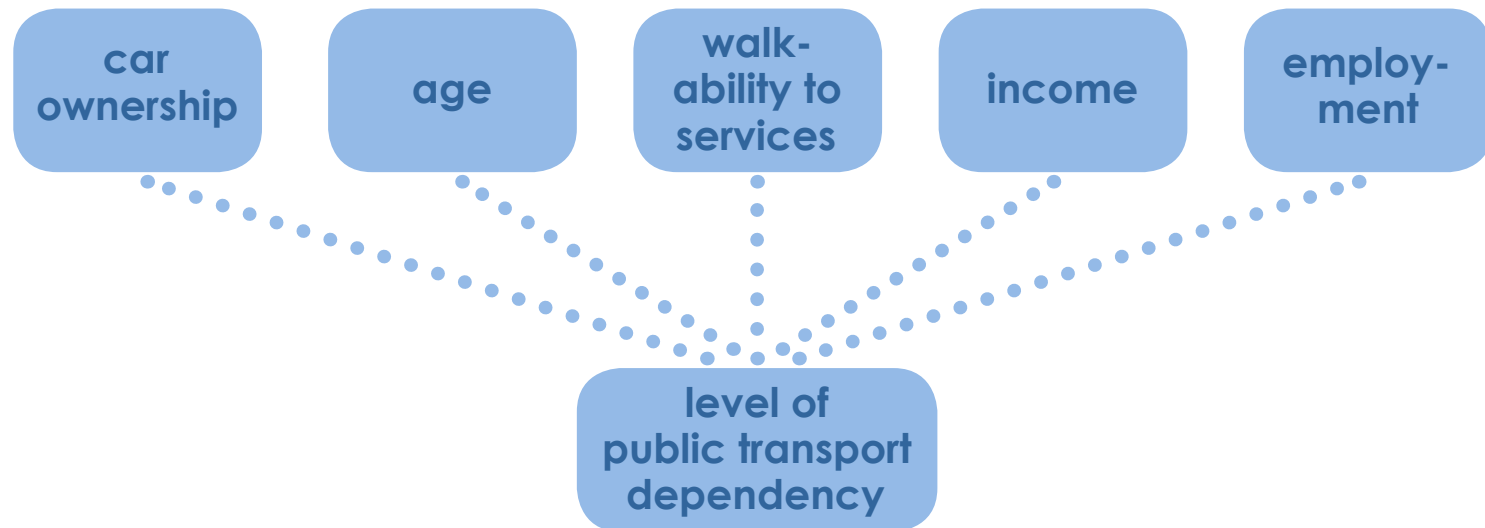 car
ownership
age
walk-
ability to
services
income
employ-
ment
level of
public transport
dependency